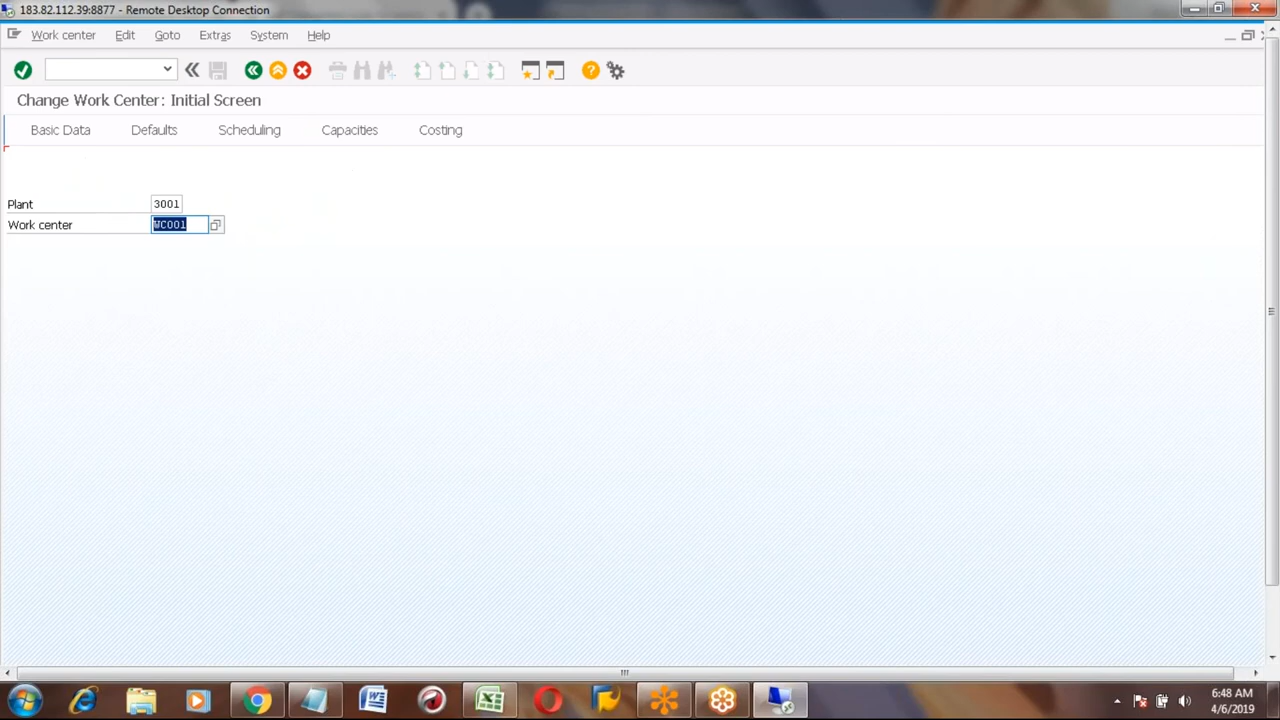 183.82.112.39:8877 - Remote Desktop Connection
Work center Edit Goto Extras System Help
Change Work Center: Initial Screen
Basic Data Defaults Scheduling Capacities Costing
Plant 3001
Work center WC001
6:48 AM
4/6/2019